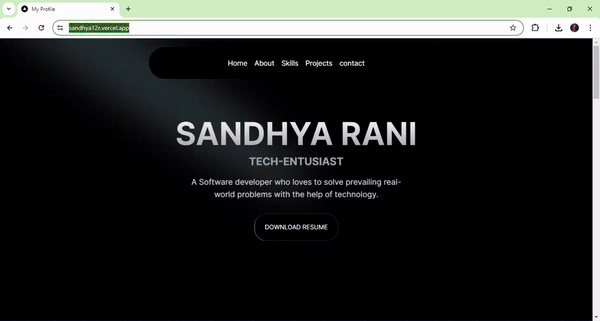 My Profile
sandhya12r.vercel.app
Home About Skills Projects contact
SANDHYA RANI
TECH-ENTUSIAST
A Software developer who loves to solve prevailing real-
world problems with the help of technology.
DOWNLOAD RESUME